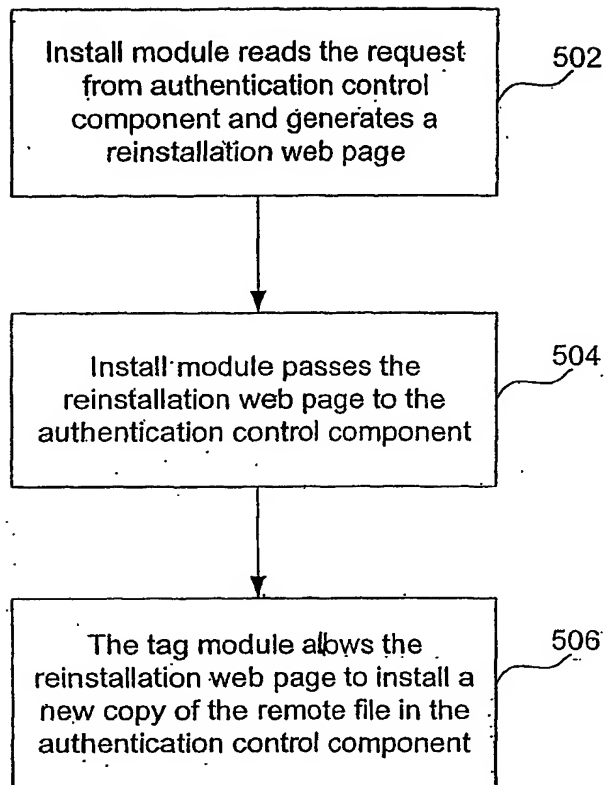 Install module reads the request
from authentication control
component and generates a
reinstallation web page
502
Install module passes the
reinstallation web page to the
authentication control component
504
The tag module allows the
reinstallation web page to install a
new copy of the remote file in the
authentication control component
506